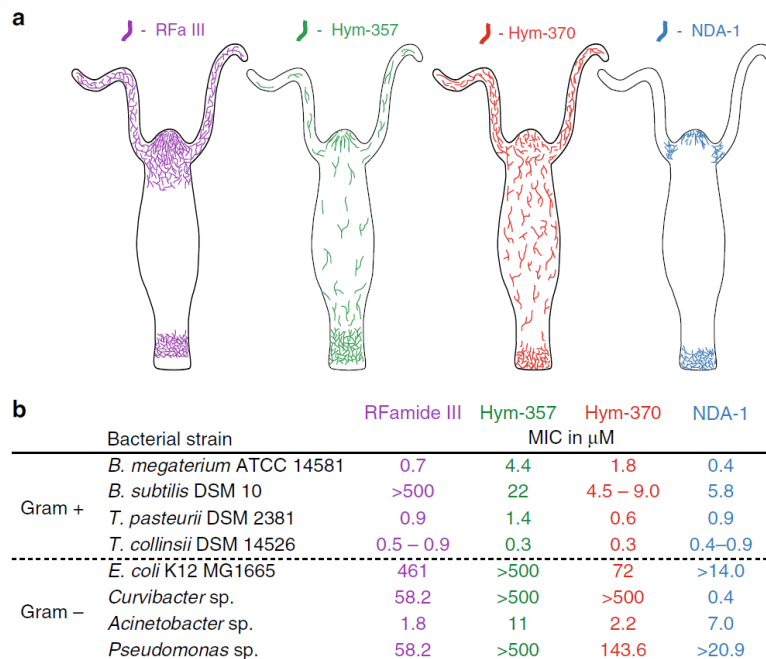 a
- RFa III - Hym-357 - Hym-370 - NDA-1
b
RFamide III Hym-357 Hym-370 NDA-1
Bacterial strain MIC in μM
B. megaterium ATCC 14581 0.7 4.4 1.8 0.4
B. subtilis DSM 10 >500 22 4.5 – 9.0 5.8
Gram +
T. pasteurii DSM 2381 0.9 1.4 0.6 0.9
T. collinsii DSM 14526 0.5 – 0.9 0.3 0.3 0.4–0.9
E. coli K12 MG1665 461 >500 72 >14.0
Curvibacter sp. 58.2 >500 >500 0.4
Gram –
Acinetobacter sp. 1.8 11 2.2 7.0
Pseudomonas sp. 58.2 >500 143.6 >20.9